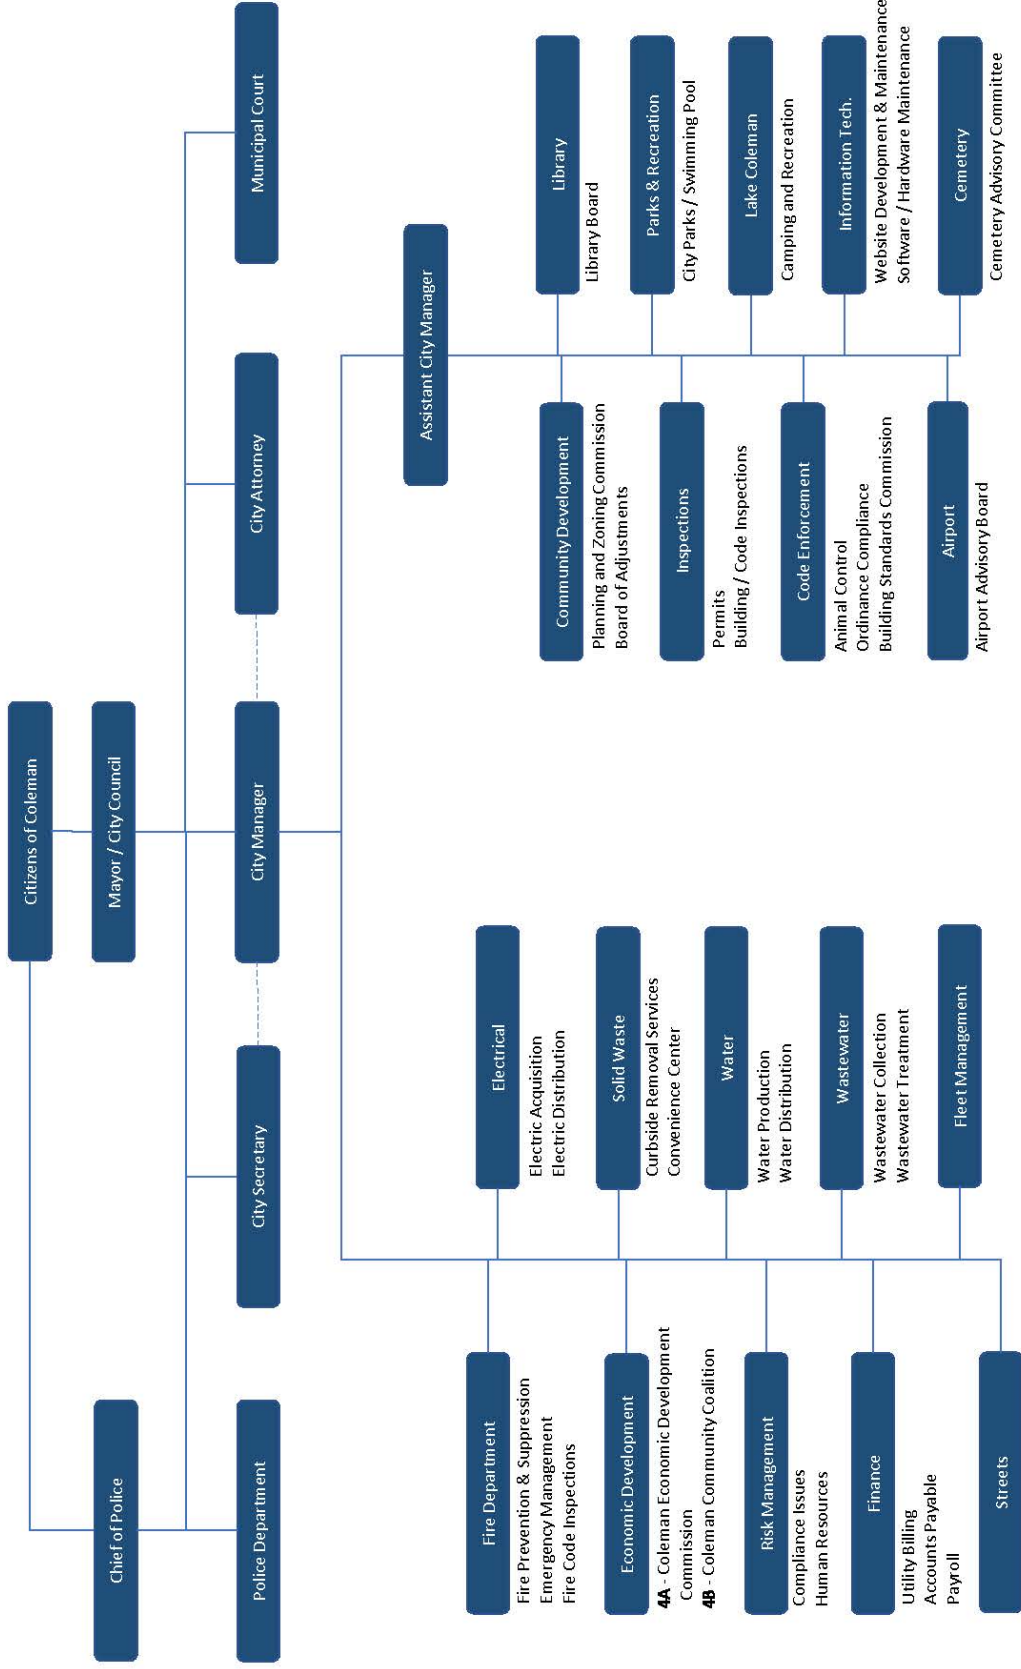 Citizens of Coleman
Chief of Police
Mayor / City Council
Police Department
City Secretary
City Manager
City Attorney
Municipal Court
Assistant City Manager
Fire Department
Fire Prevention & Suppression
Emergency Management
Fire Code Inspections
Economic Development
4A - Coleman Economic Development
Commission
4B - Coleman Community Coalition
Risk Management
Compliance Issues
Human Resources
Finance
Utility Billing
Accounts Payable
Payroll
Streets
Electrical
Electric Acquisition
Electric Distribution
Solid Waste
Curbside Removal Services
Convenience Center
Water
Water Production
Water Distribution
Wastewater
Wastewater Collection
Wastewater Treatment
Fleet Management
Community Development
Planning and Zoning Commission
Board of Adjustments
Inspections
Permits
Building / Code Inspections
Code Enforcement
Animal Control
Ordinance Compliance
Building Standards Commission
Airport
Airport Advisory Board
Library
Library Board
Parks & Recreation
City Parks / Swimming Pool
Lake Coleman
Camping and Recreation
Information Tech.
Website Development & Maintenance
Software / Hardware Maintenance
Cemetery
Cemetery Advisory Committee